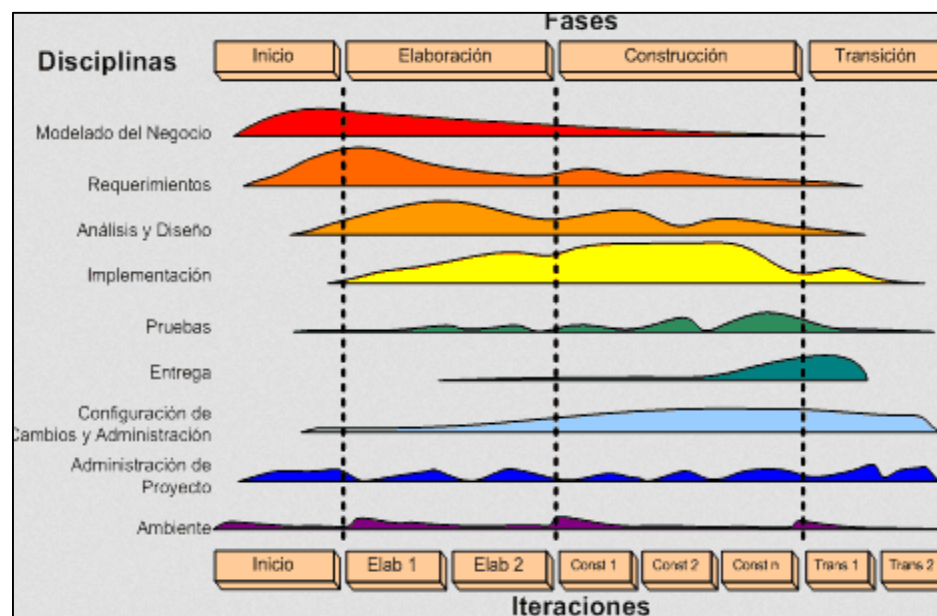 Fases
Disciplinas
Inicio
Elaboración
Construcción
Transición
Modelado del Negocio
Requerimientos
Análisis y Diseño
Implementación
Pruebas
Entrega
Configuración de
Cambios y Administración
Administración de
Proyecto
Ambiente
Inicio
Elab 1
Elab 2
Const 1
Const 2
Const n
Trans 1
Trans 2
Iteraciones